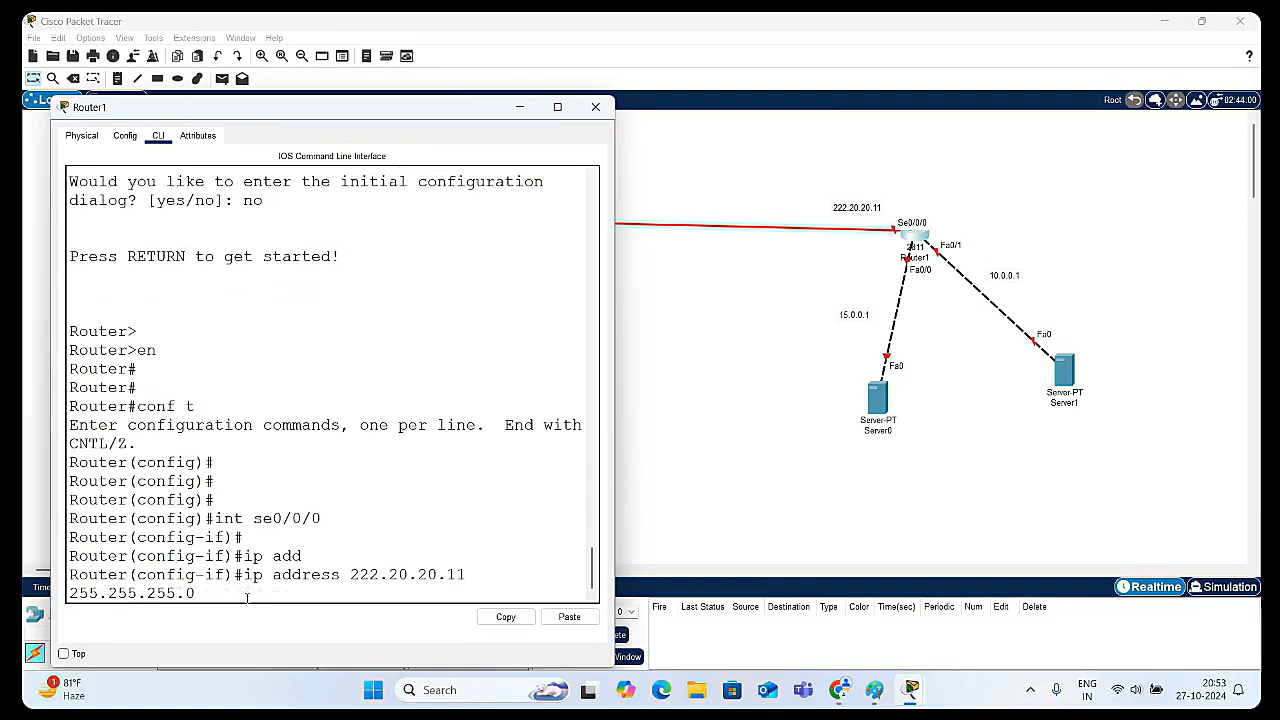 Cisco Packet Tracer
File Edit Options View Tools Extensions Window Help
?
Root 02:44:00
Router1
Physical Config CLI Attributes
IOS Command Line Interface
Would you like to enter the initial configuration
dialog? [yes/no]: no
Press RETURN to get started!
Router>
Router>en
Router#
Router#
Router#conf t
Enter configuration commands, one per line. End with
CNTL/Z.
Router(config)#
Router(config)#
Router(config)#
Router(config)#int se0/0/0
Router(config-if)#
Router(config-if)#ip add
Router(config-if)#ip address 222.20.20.11
255.255.255.0
Copy Paste
Top
222.20.20.11
Se0/0/0
Fa0/1
2811
Router1
Fa0/0
10.0.0.1
15.0.0.1
Fa0
Fa0
Server-PT
Server1
Server-PT
Server0
Realtime Simulation
0 Fire Last Status Source Destination Type Color Time(sec) Periodic Num Edit Delete
Window
1
81°F
Haze
Search
ENG
IN
20:53
27-10-2024